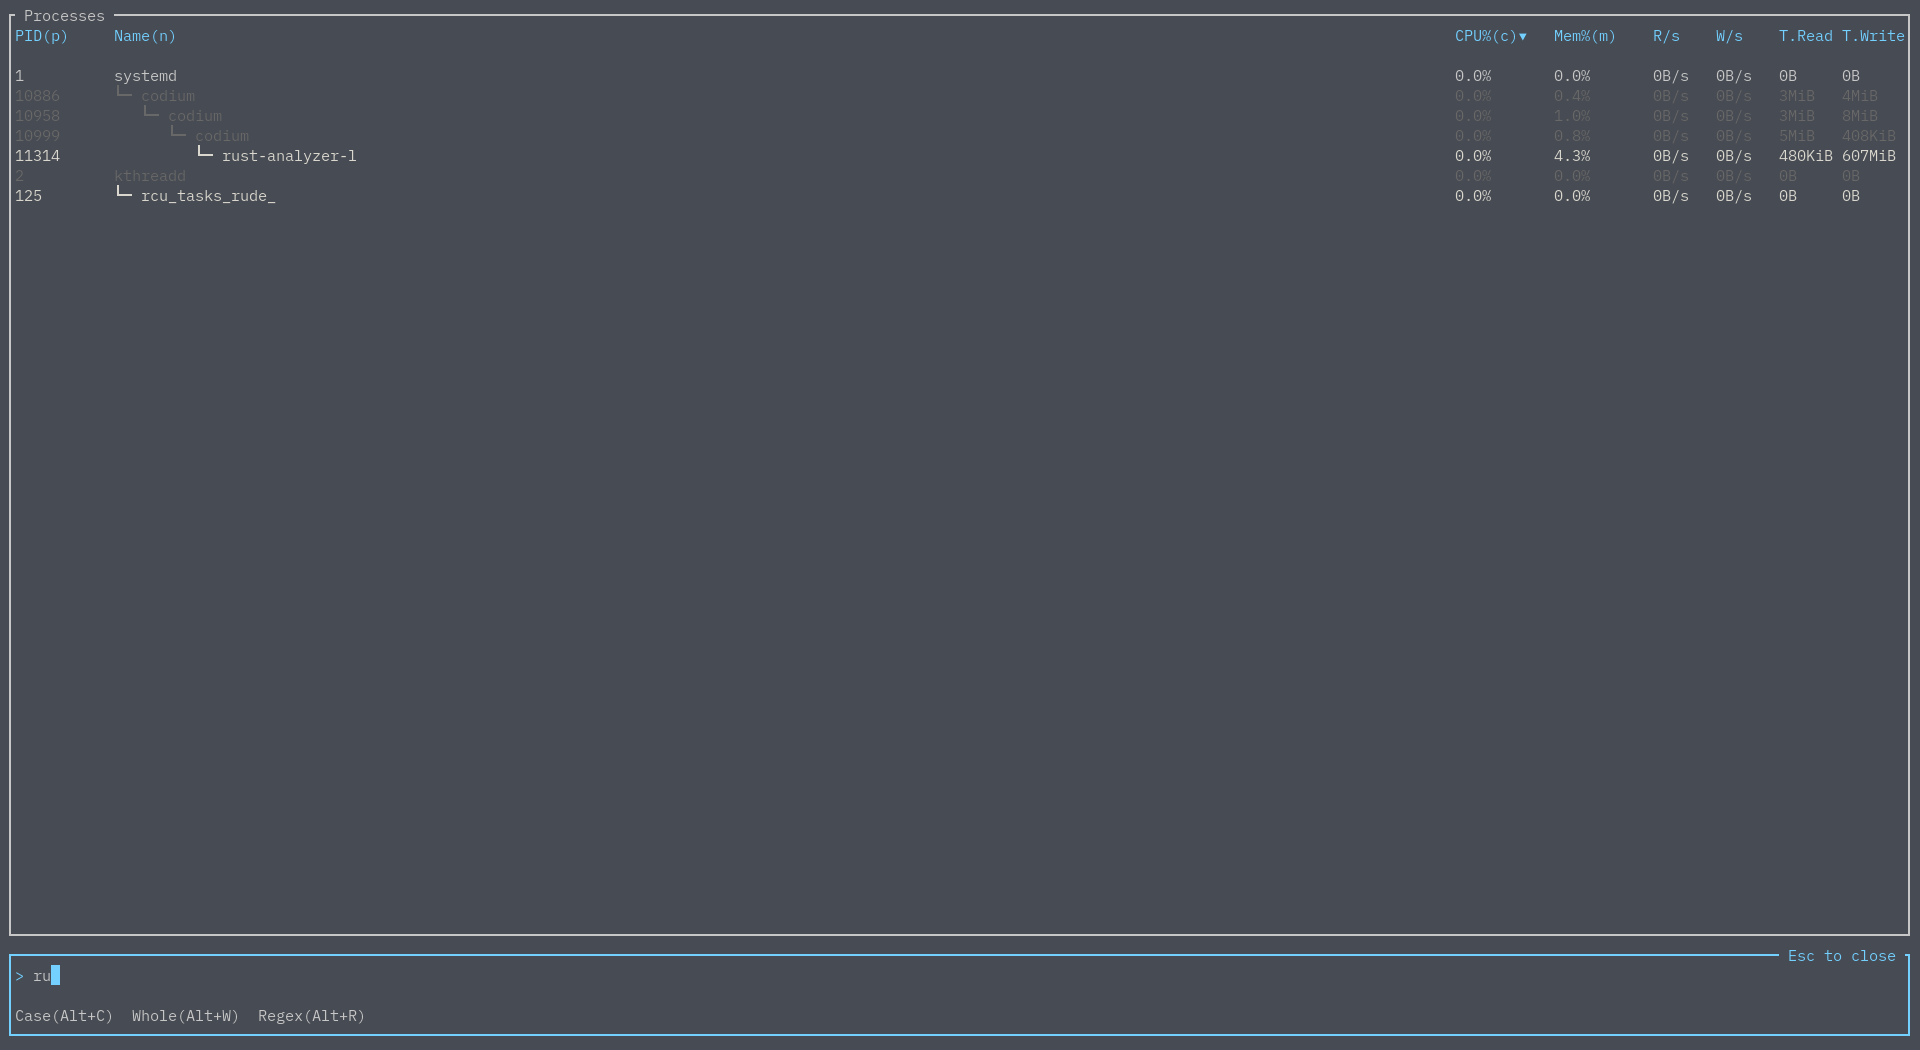 Processes
PID(p) Name(n) CPU%(c)▼ Mem%(m) R/s W/s T.Read T.Write
1 systemd 0.0% 0.0% 0B/s 0B/s 0B 0B
10886 └─ codium 0.0% 0.4% 0B/s 0B/s 3MiB 4MiB
10958 └─ codium 0.0% 1.0% 0B/s 0B/s 3MiB 8MiB
10999 └─ codium 0.0% 0.8% 0B/s 0B/s 5MiB 408KiB
11314 └─ rust-analyzer-l 0.0% 4.3% 0B/s 0B/s 480KiB 607MiB
2 kthreadd 0.0% 0.0% 0B/s 0B/s 0B 0B
125 └─ rcu_tasks_rude_ 0.0% 0.0% 0B/s 0B/s 0B 0B
Esc to close
> ru
Case(Alt+C) Whole(Alt+W) Regex(Alt+R)